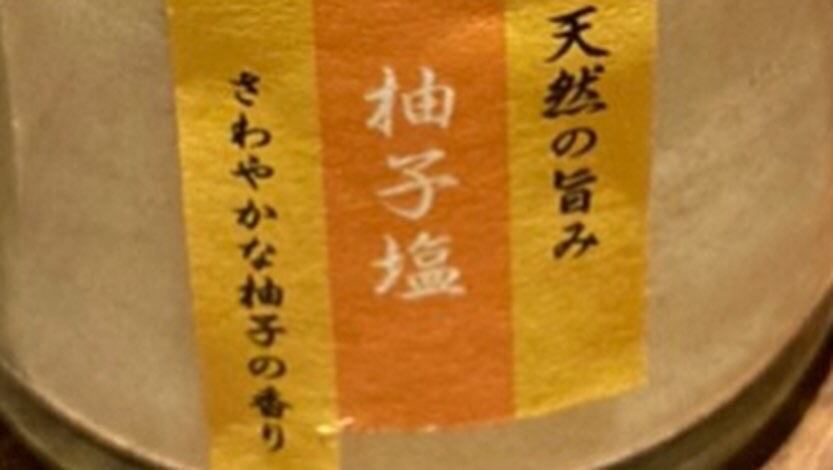 天然の旨み
柚子塩
さわやかな柚子の香り